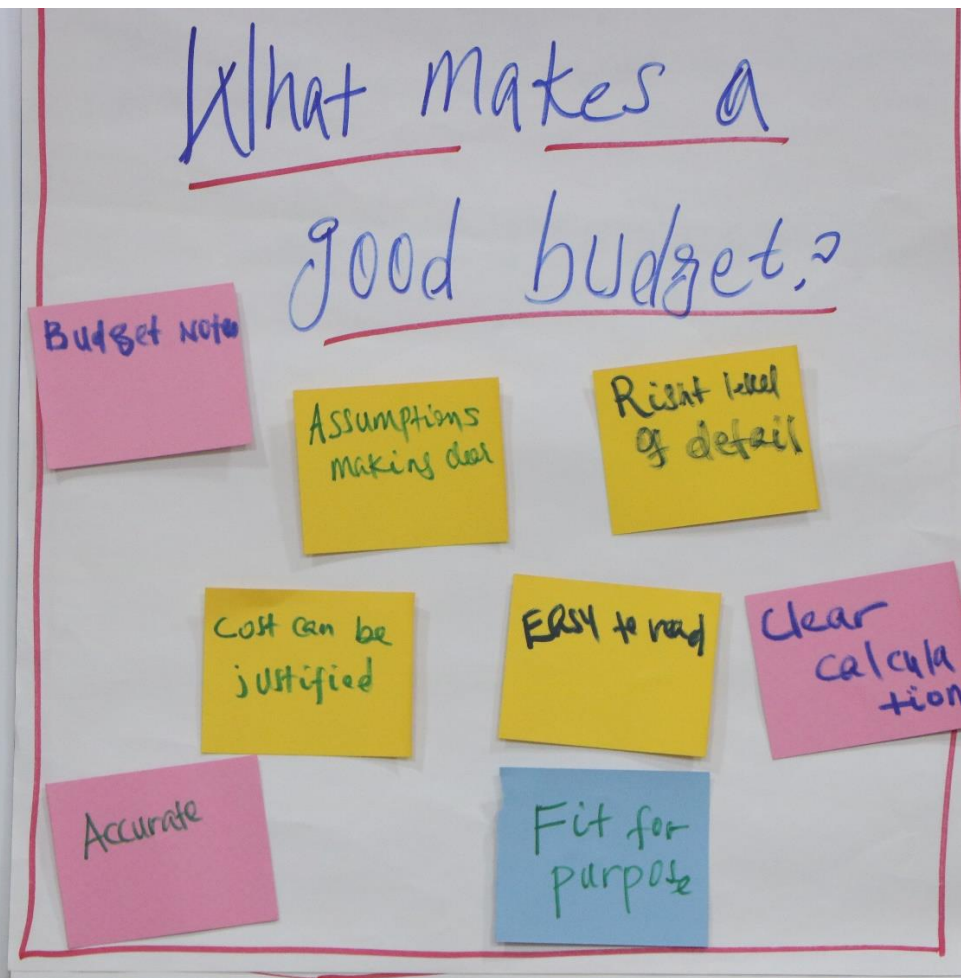 What makes a
good budget?
Budget Notes
Assumptions
making clear
Right level
of detail
Cost can be
justified
EASY to read
Clear
calcula
tion
Accurate
Fit for
purpose